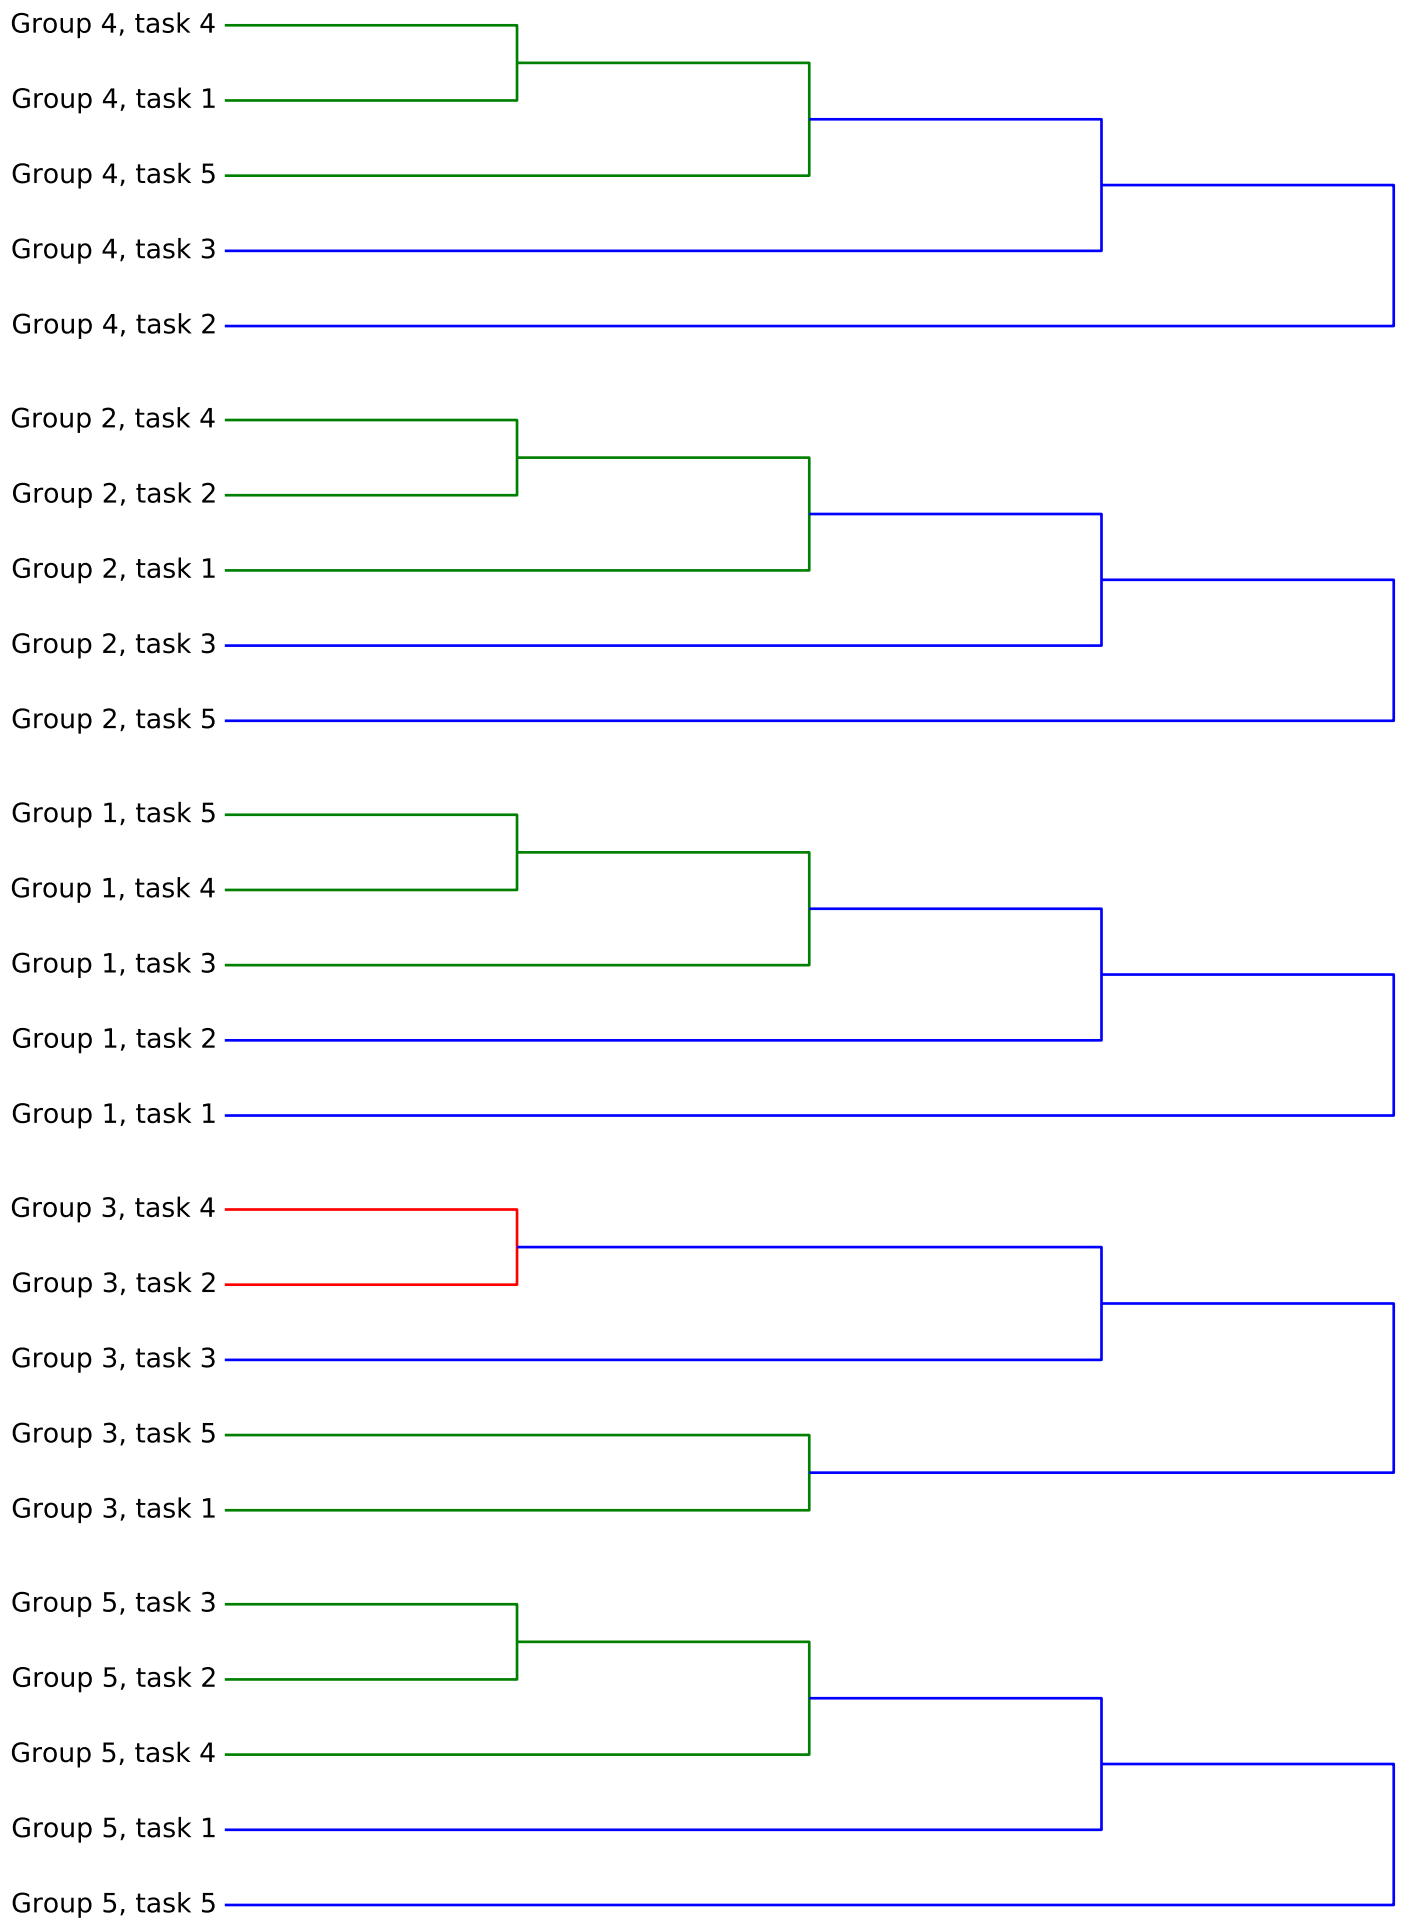 Group 4, task 4
Group 4, task 1
Group 4, task 5
Group 4, task 3
Group 4, task 2
Group 2, task 4
Group 2, task 2
Group 2, task 1
Group 2, task 3
Group 2, task 5
Group 1, task 5
Group 1, task 4
Group 1, task 3
Group 1, task 2
Group 1, task 1
Group 3, task 4
Group 3, task 2
Group 3, task 3
Group 3, task 5
Group 3, task 1
Group 5, task 3
Group 5, task 2
Group 5, task 4
Group 5, task 1
Group 5, task 5